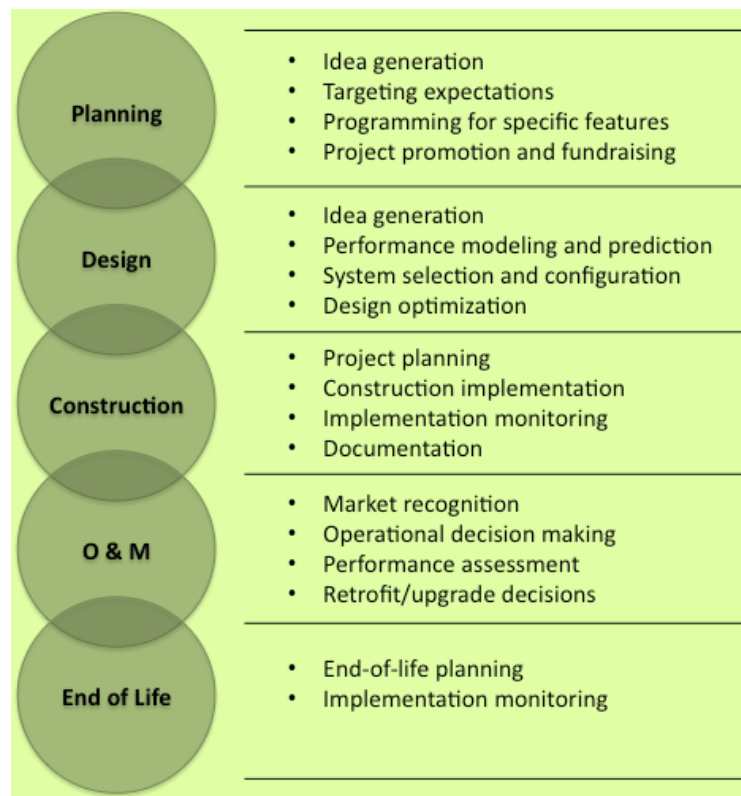 Planning
• Idea generation
• Targeting expectations
• Programming for specific features
• Project promotion and fundraising
Design
• Idea generation
• Performance modeling and prediction
• System selection and configuration
• Design optimization
Construction
• Project planning
• Construction implementation
• Implementation monitoring
• Documentation
O & M
• Market recognition
• Operational decision making
• Performance assessment
• Retrofit/upgrade decisions
End of Life
• End-of-life planning
• Implementation monitoring